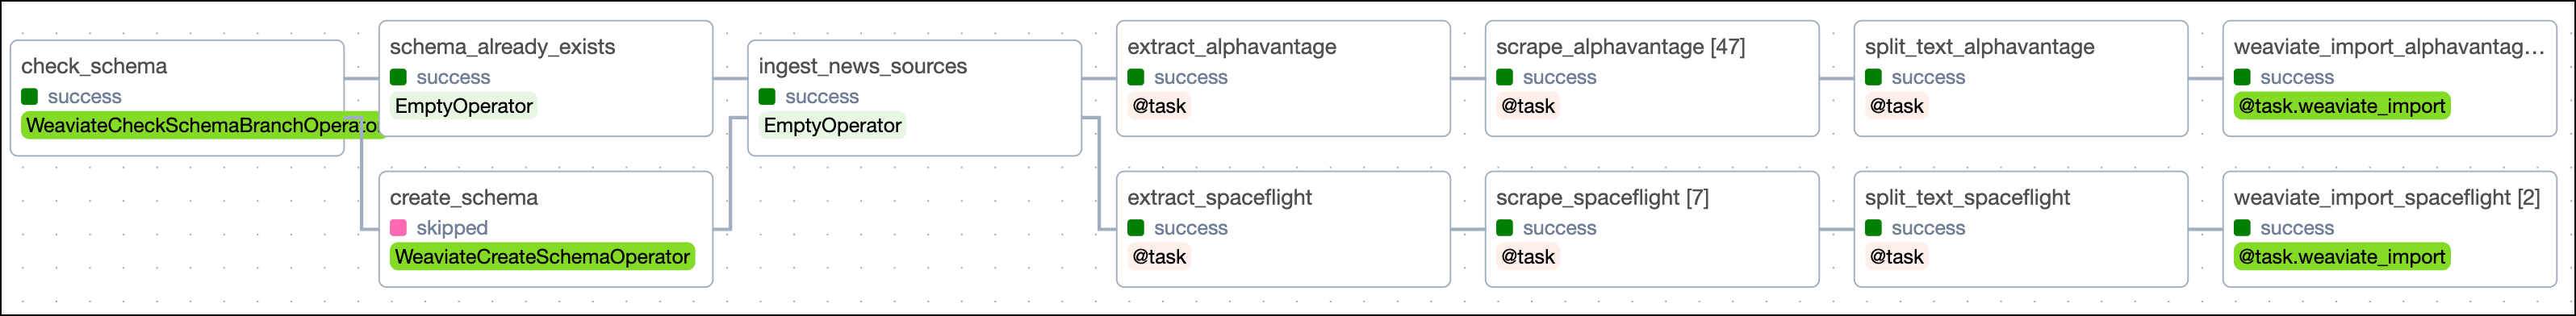 check_schema
success
WeaviateCheckSchemaBranchOperator
schema_already_exists
success
EmptyOperator
create_schema
skipped
WeaviateCreateSchemaOperator
ingest_news_sources
success
EmptyOperator
extract_alphavantage
success
@task
scrape_alphavantage [47]
success
@task
split_text_alphavantage
success
@task
weaviate_import_alphavantag...
success
@task.weaviate_import
extract_spaceflight
success
@task
scrape_spaceflight [7]
success
@task
split_text_spaceflight
success
@task
weaviate_import_spaceflight [2]
success
@task.weaviate_import